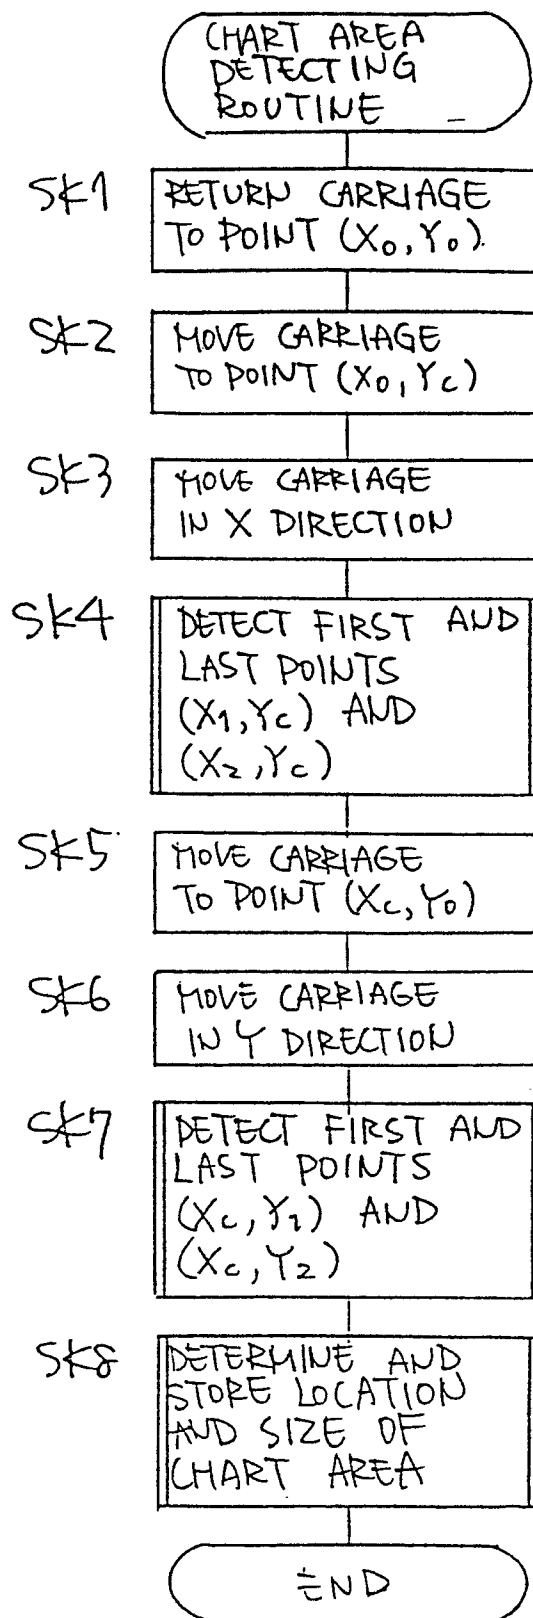 CHART AREA
DETECTING
ROUTINE
SK1
RETURN CARRIAGE
TO POINT (X₀, Y₀).
SK2
MOVE CARRIAGE
TO POINT (X₀, Yc)
SK3
MOVE CARRIAGE
IN X DIRECTION
SK4
DETECT FIRST AND
LAST POINTS
(X₁, Yc) AND
(X₂, Yc)
SK5
MOVE CARRIAGE
TO POINT (Xc, Y₀)
SK6
MOVE CARRIAGE
IN Y DIRECTION
SK7
DETECT FIRST AND
LAST POINTS
(Xc, Y₁) AND
(Xc, Y₂)
SK8
DETERMINE AND
STORE LOCATION
AND SIZE OF
CHART AREA
END